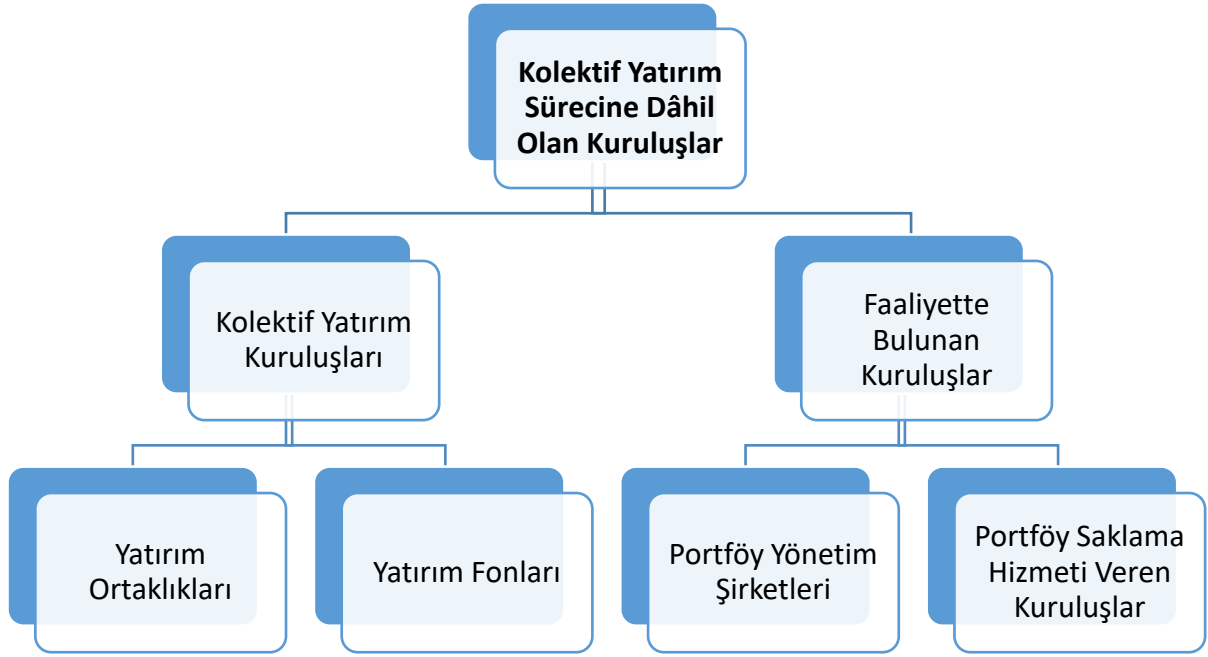 Kolektif Yatırım
Sürecine Dâhil
Olan Kuruluşlar
Kolektif Yatırım
Kuruluşları
Faaliyette
Bulunan
Kuruluşlar
Yatırım
Ortaklıkları
Yatırım Fonları
Portföy Yönetim
Şirketleri
Portföy Saklama
Hizmeti Veren
Kuruluşlar